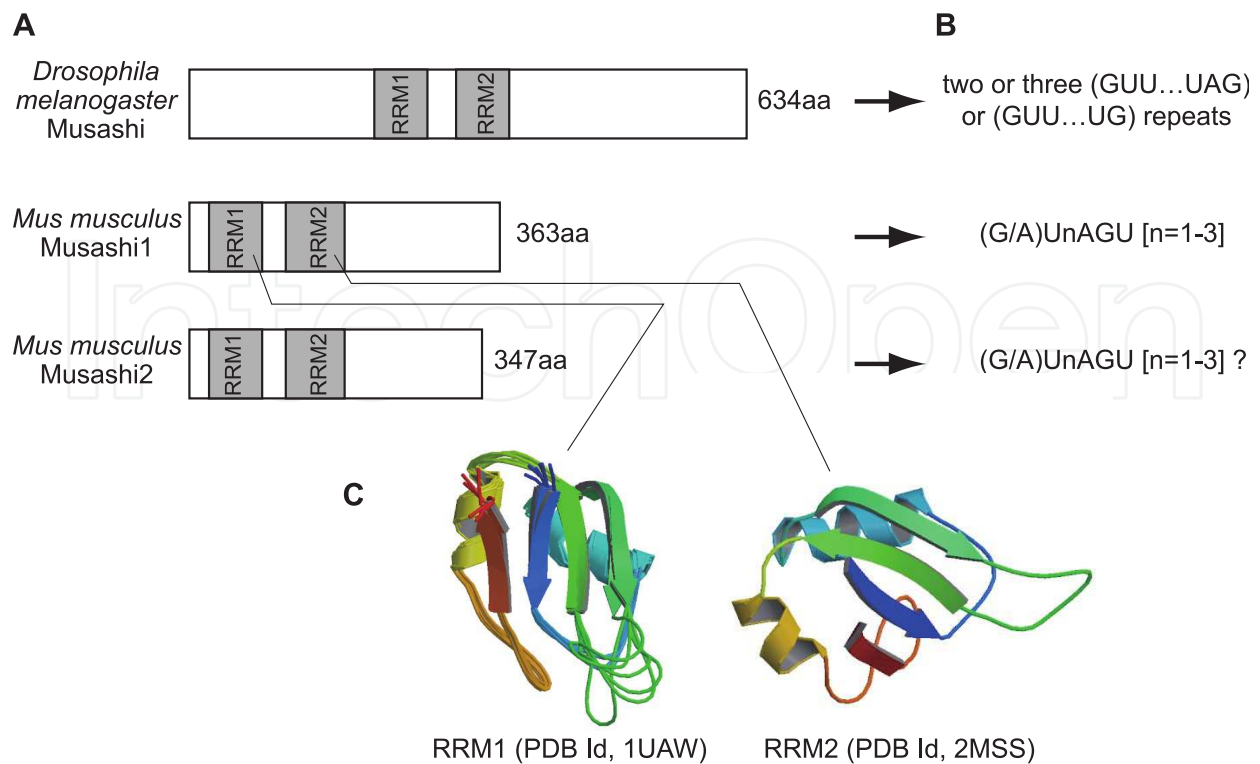 A
B
Drosophila
melanogaster
Musashi
RRM1
RRM2
634aa
two or three (GUU...UAG)
or (GUU...UG) repeats
Mus musculus
Musashi1
RRM1
RRM2
363aa
(G/A)UnAGU [n=1-3]
IntechOpen
Mus musculus
Musashi2
RRM1
RRM2
347aa
(G/A)UnAGU [n=1-3] ?
C
RRM1 (PDB Id, 1UAW)
RRM2 (PDB Id, 2MSS)